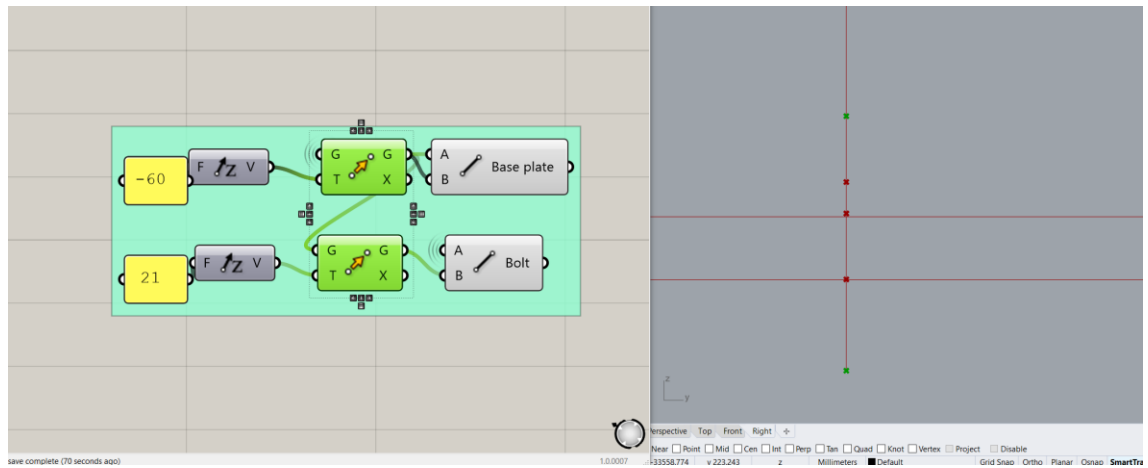 -60
F Z V
G G
T X
A
B
Base plate
21
F Z V
G G
T X
A
B
Bolt
save complete (70 seconds ago)
1.0.0007
z
y
Perspective Top Front Right
Near Point Mid Cen Int Perp Tan Quad Knot Vertex Project Disable
-33558.774 y 223.243 z Millimeters Default Grid Snap Ortho Planar Osnap SmartTra